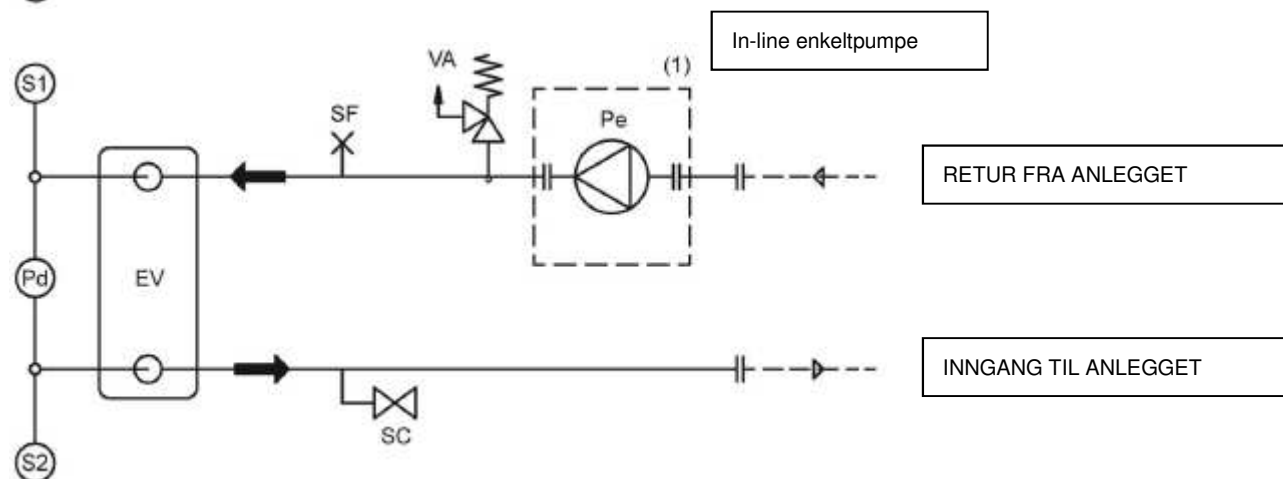 In-line enkeltpumpe
(1)
VA
S1
SF
Pe
RETUR FRA ANLEGGET
Pd
EV
INNGANG TIL ANLEGGET
SC
S2